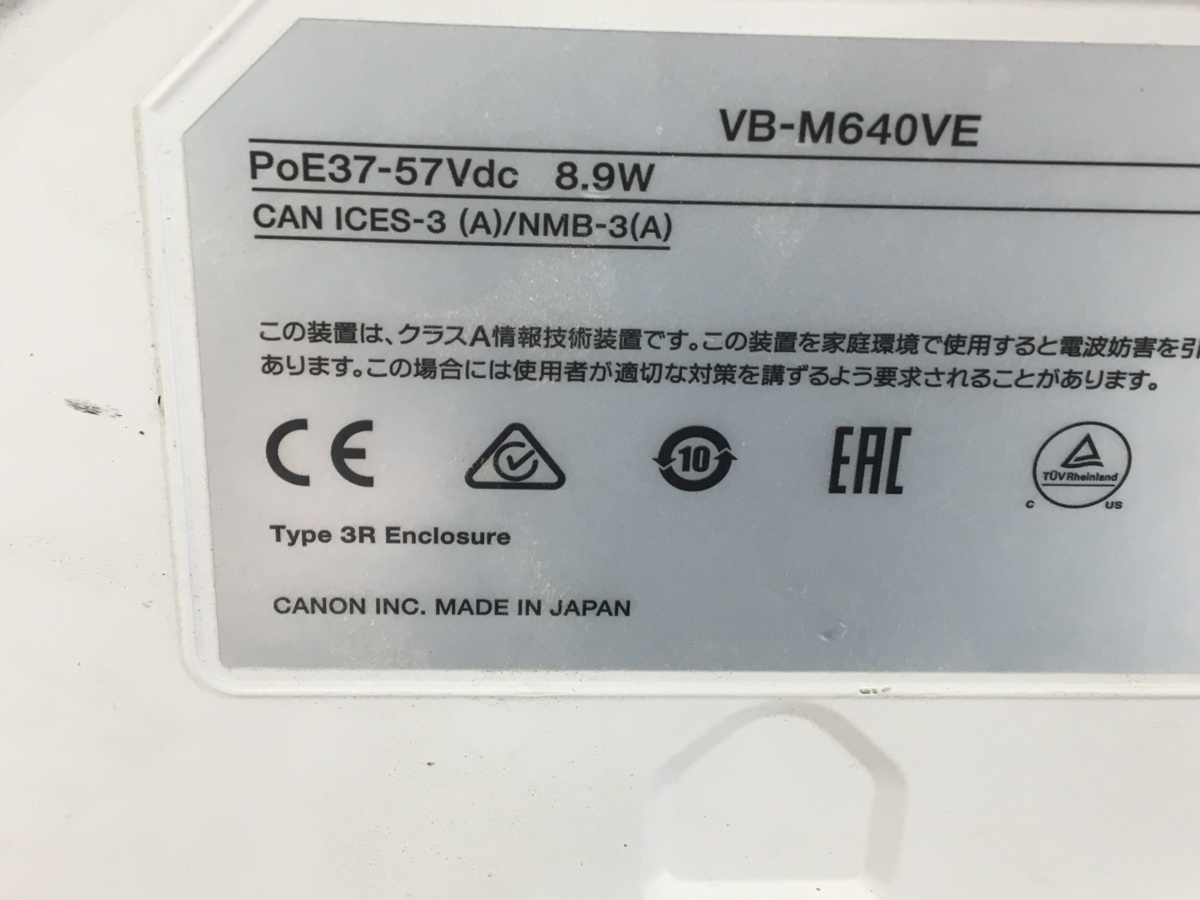 VB-M640VE
PoE37-57Vdc 8.9W
CAN ICES-3 (A)/NMB-3(A)
この装置は、クラスA情報技術装置です。この装置を家庭環境で使用すると電波妨害を引
あります。この場合には使用者が適切な対策を講ずるよう要求されることがあります。
CE 10 EAC TÜVRheinland
C US
Type 3R Enclosure
CANON INC. MADE IN JAPAN